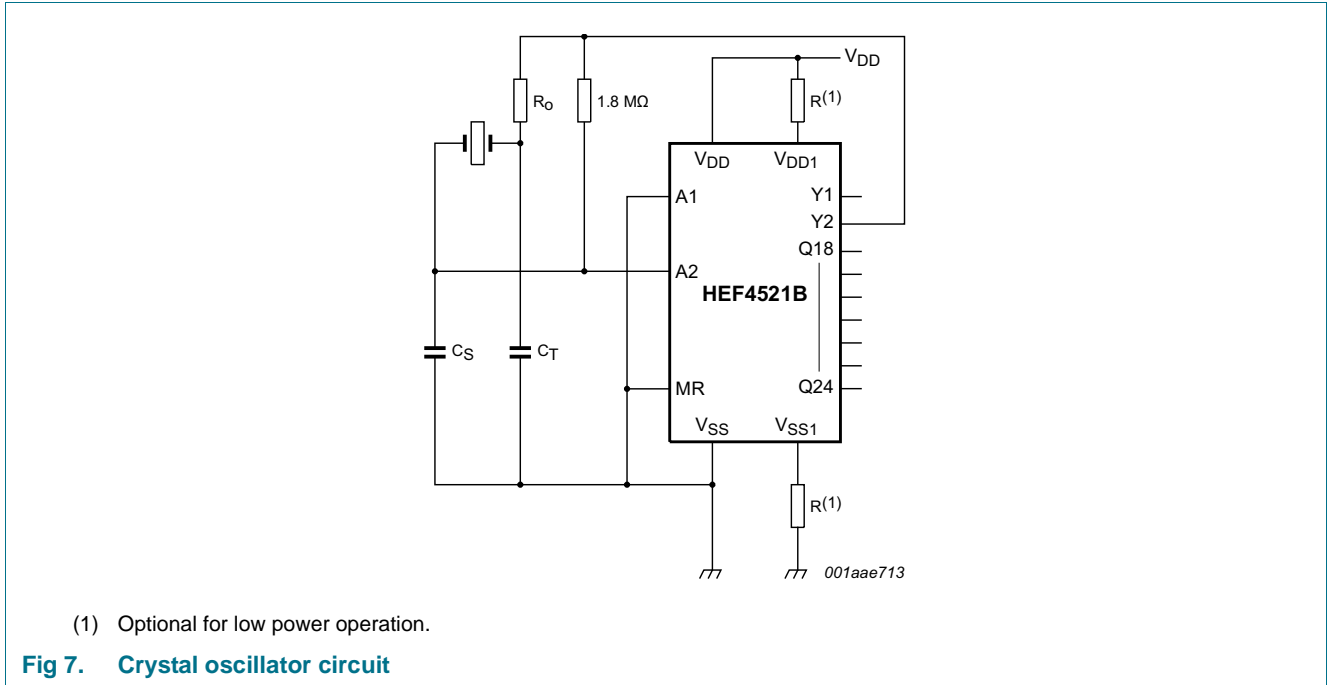 VDD
Ro
1.8 MΩ
R(1)
VDD
VDD1
A1
Y1
Y2
Q18
A2
HEF4521B
CS
CT
MR
Q24
VSS
VSS1
R(1)
001aae713
(1) Optional for low power operation.
Fig 7. Crystal oscillator circuit